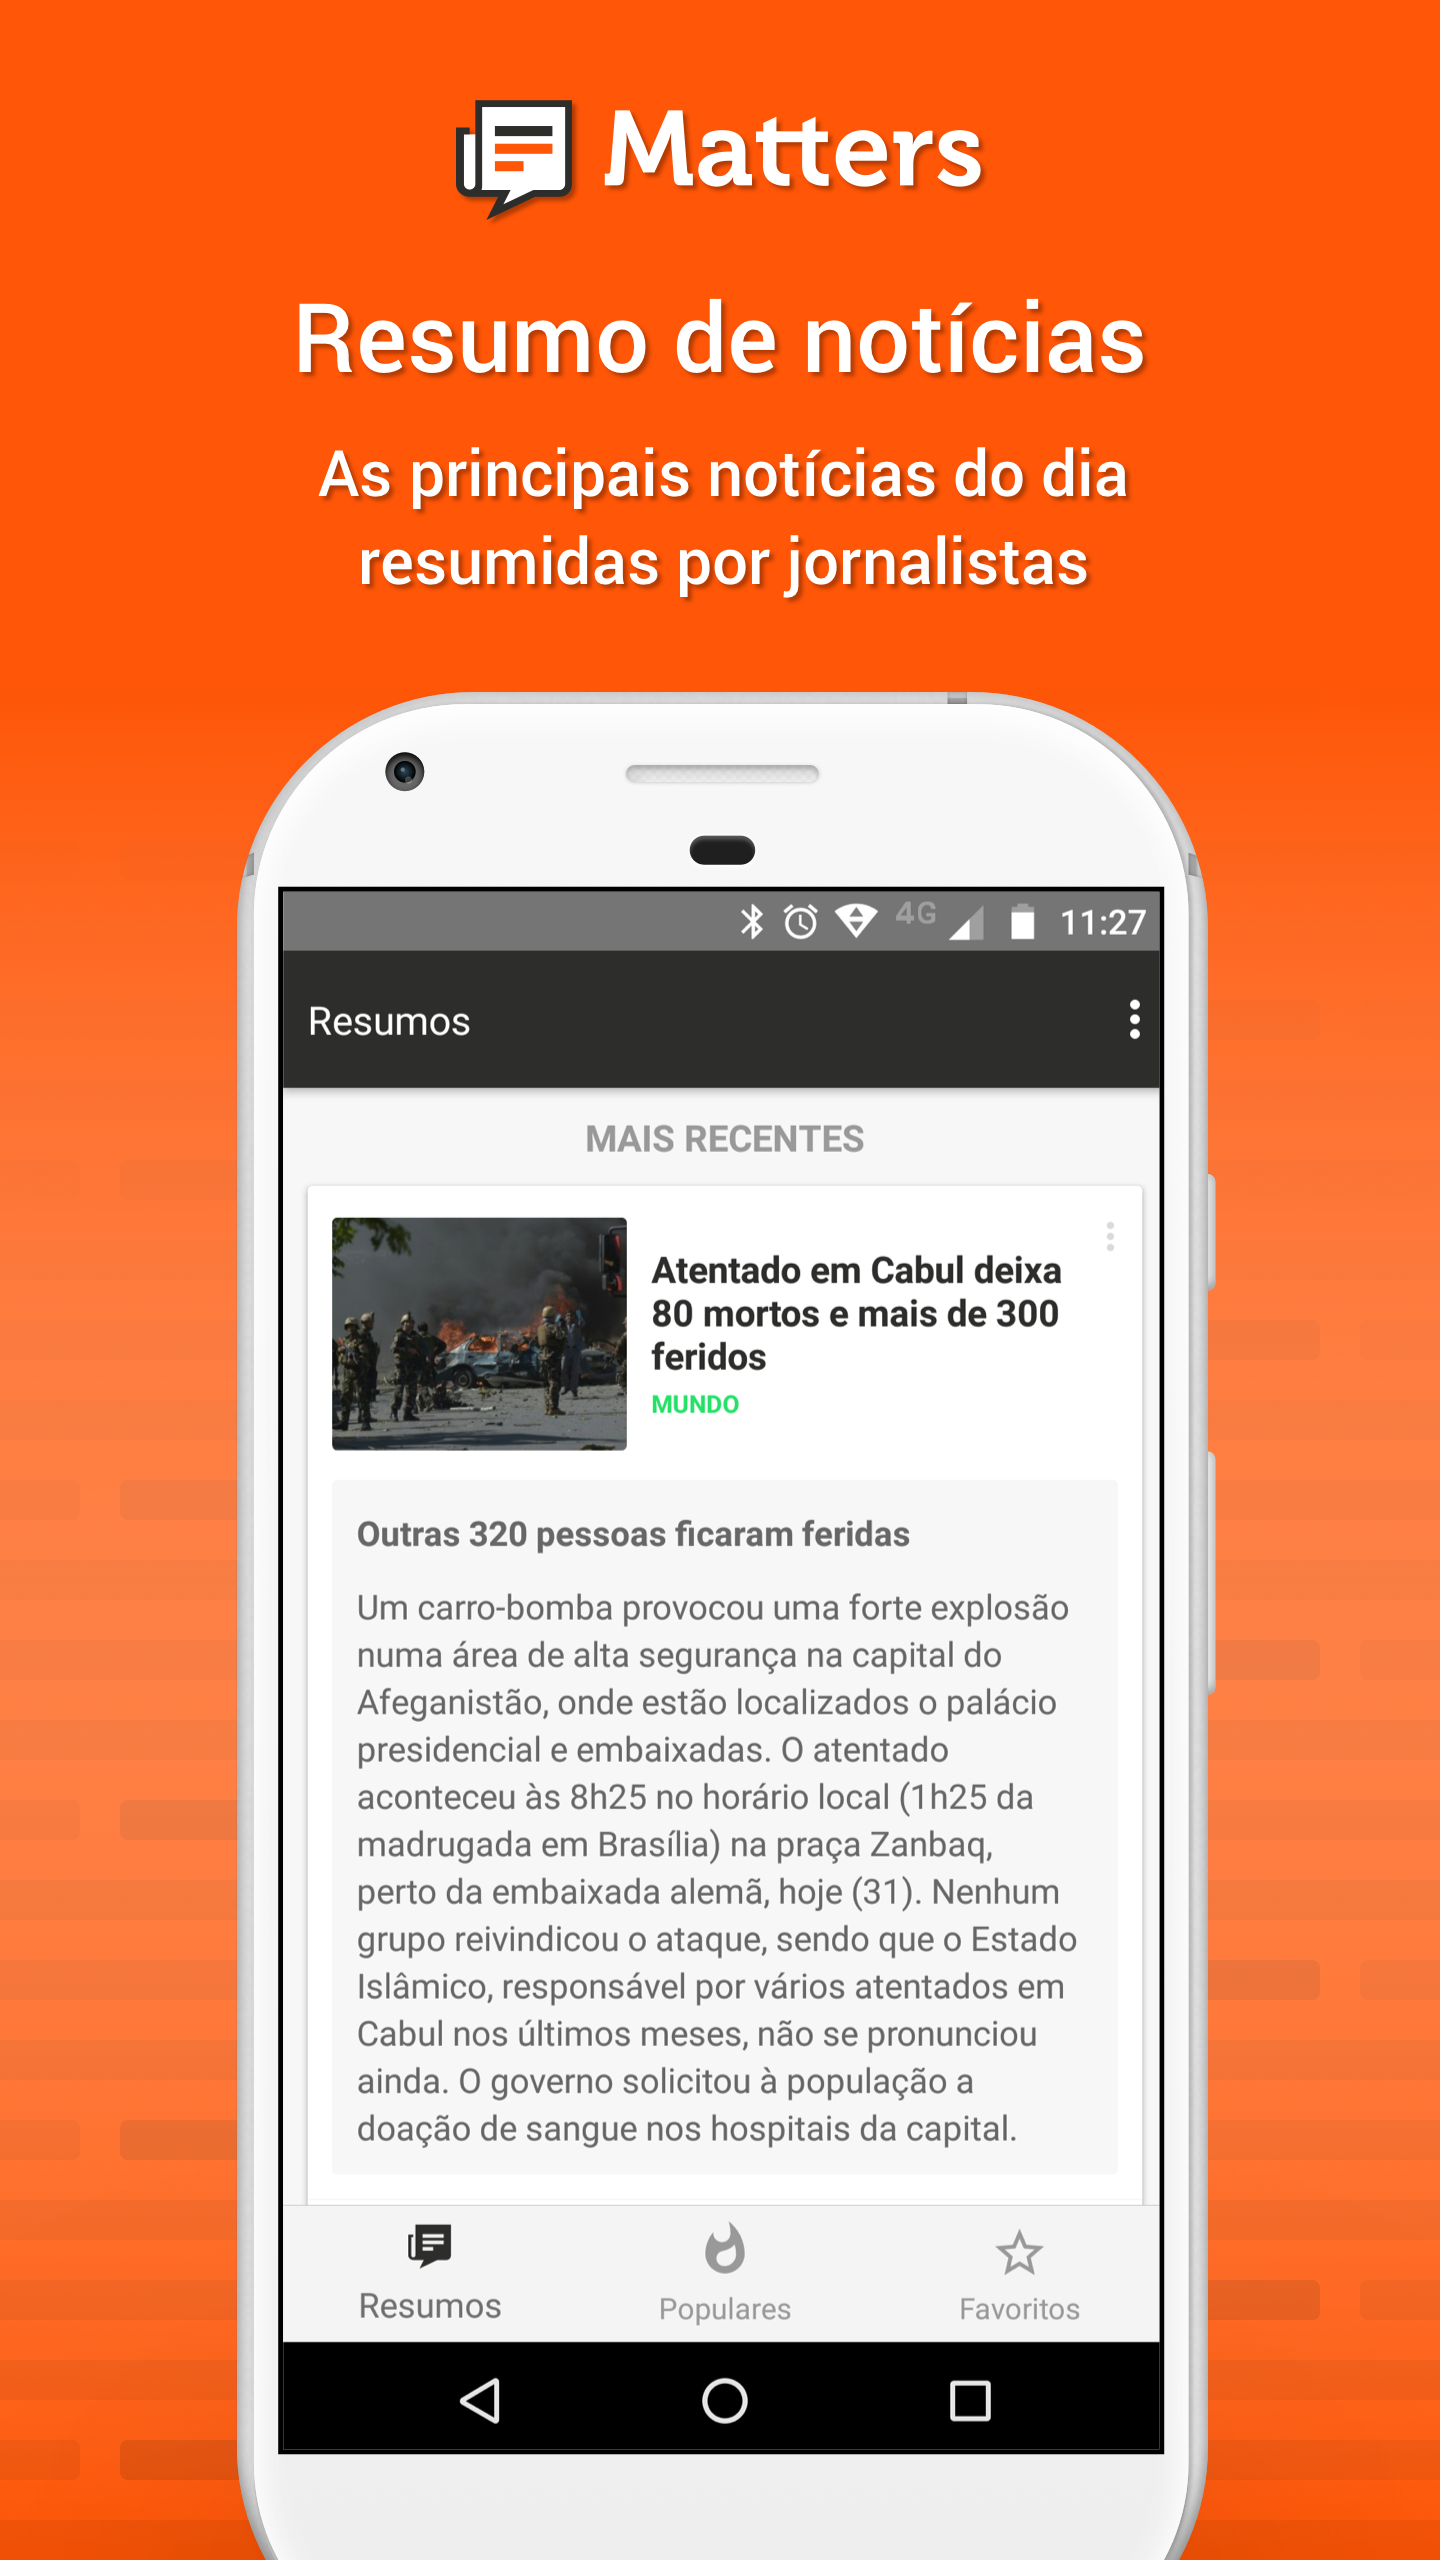 Matters
Resumo de notícias
As principais notícias do dia
resumidas por jornalistas
4G 11:27
Resumos
MAIS RECENTES
Atentado em Cabul deixa
80 mortos e mais de 300
feridos
MUNDO
Outras 320 pessoas ficaram feridas
Um carro-bomba provocou uma forte explosão
numa área de alta segurança na capital do
Afeganistão, onde estão localizados o palácio
presidencial e embaixadas. O atentado
aconteceu às 8h25 no horário local (1h25 da
madrugada em Brasília) na praça Zanbaq,
perto da embaixada alemã, hoje (31). Nenhum
grupo reivindicou o ataque, sendo que o Estado
Islâmico, responsável por vários atentados em
Cabul nos últimos meses, não se pronunciou
ainda. O governo solicitou à população a
doação de sangue nos hospitais da capital.
Resumos Populares Favoritos